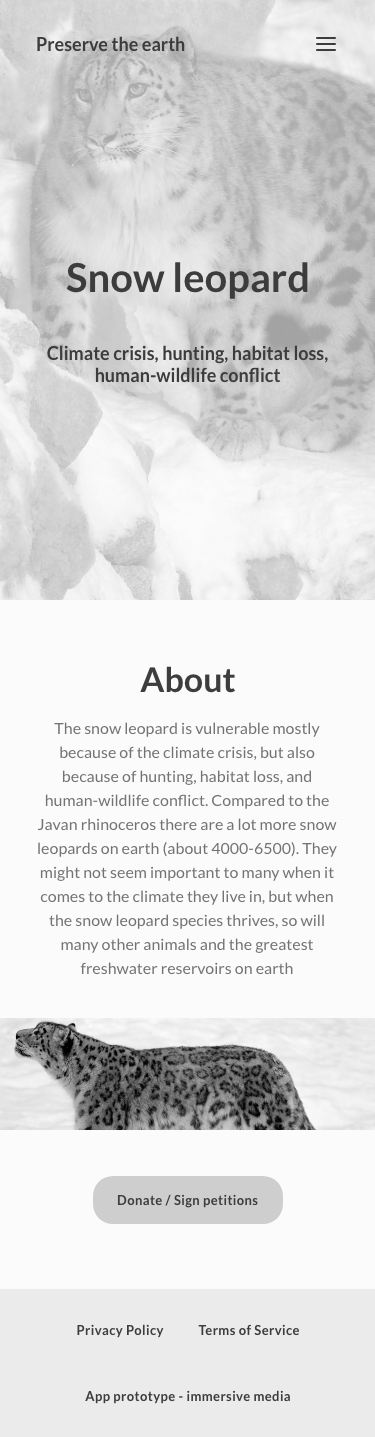 Preserve the earth
Snow leopard
Climate crisis, hunting, habitat loss,
human-wildlife conflict
About
The snow leopard is vulnerable mostly
because of the climate crisis, but also
because of hunting, habitat loss, and
human-wildlife conflict. Compared to the
Javan rhinoceros there are a lot more snow
leopards on earth (about 4000-6500). They
might not seem important to many when it
comes to the climate they live in, but when
the snow leopard species thrives, so will
many other animals and the greatest
freshwater reservoirs on earth
Donate / Sign petitions
Privacy Policy Terms of Service
App prototype - immersive media